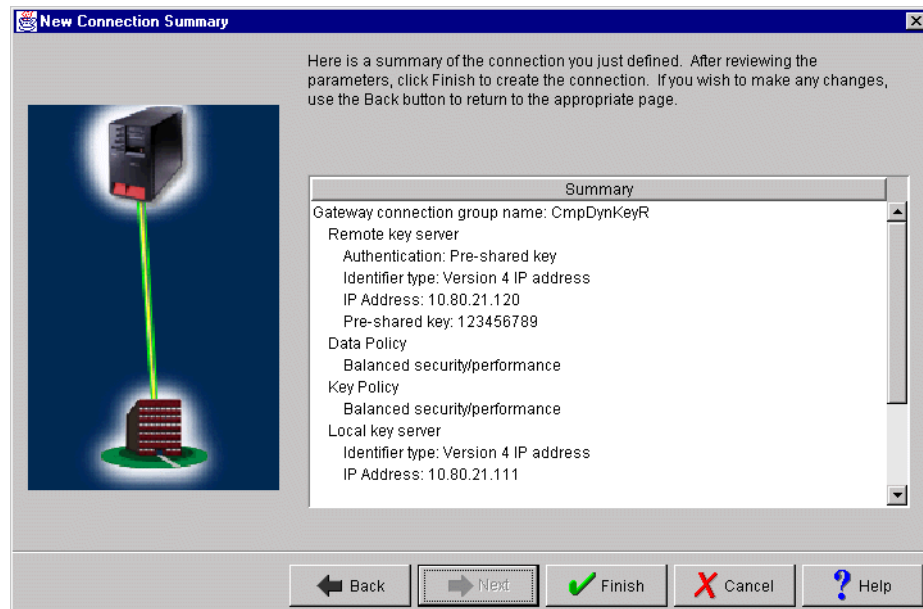 New Connection Summary
Here is a summary of the connection you just defined. After reviewing the
parameters, click Finish to create the connection. If you wish to make any changes,
use the Back button to return to the appropriate page.
Summary
Gateway connection group name: CmpDynKeyR
Remote key server
Authentication: Pre-shared key
Identifier type: Version 4 IP address
IP Address: 10.80.21.120
Pre-shared key: 123456789
Data Policy
Balanced security/performance
Key Policy
Balanced security/performance
Local key server
Identifier type: Version 4 IP address
IP Address: 10.80.21.111
Back Next Finish Cancel Help